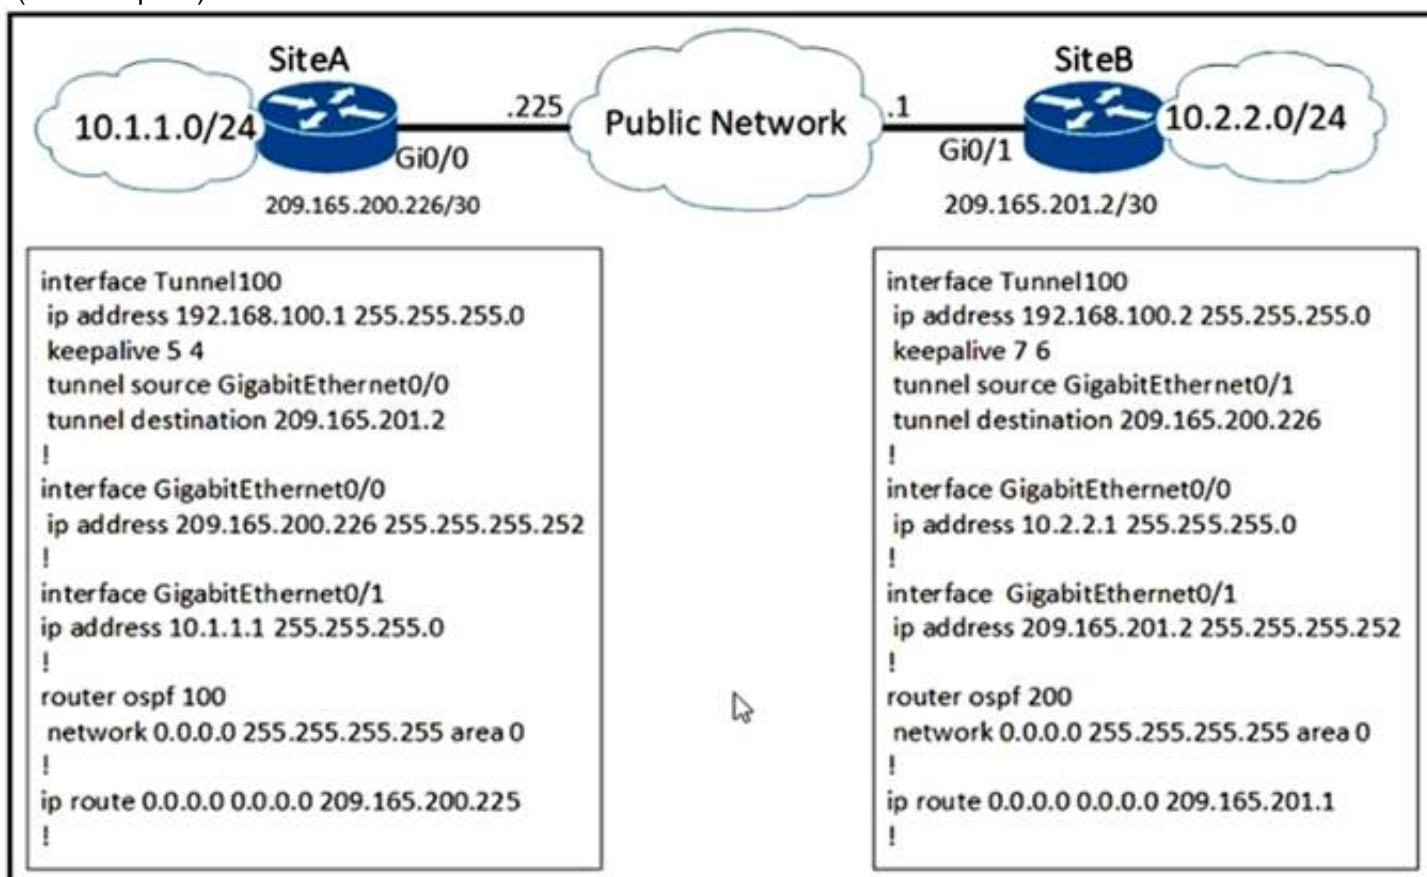 SiteA
SiteB
10.1.1.0/24
.225
Public Network
.1
10.2.2.0/24
Gi0/0
Gi0/1
209.165.200.226/30
209.165.201.2/30
interface Tunnel100
ip address 192.168.100.1 255.255.255.0
keepalive 5 4
tunnel source GigabitEthernet0/0
tunnel destination 209.165.201.2
!
interface GigabitEthernet0/0
ip address 209.165.200.226 255.255.255.252
!
interface GigabitEthernet0/1
ip address 10.1.1.1 255.255.255.0
!
router ospf 100
network 0.0.0.0 255.255.255.255 area 0
!
ip route 0.0.0.0 0.0.0.0 209.165.200.225
!
interface Tunnel100
ip address 192.168.100.2 255.255.255.0
keepalive 7 6
tunnel source GigabitEthernet0/1
tunnel destination 209.165.200.226
!
interface GigabitEthernet0/0
ip address 10.2.2.1 255.255.255.0
!
interface GigabitEthernet0/1
ip address 209.165.201.2 255.255.255.252
!
router ospf 200
network 0.0.0.0 255.255.255.255 area 0
!
ip route 0.0.0.0 0.0.0.0 209.165.201.1
!